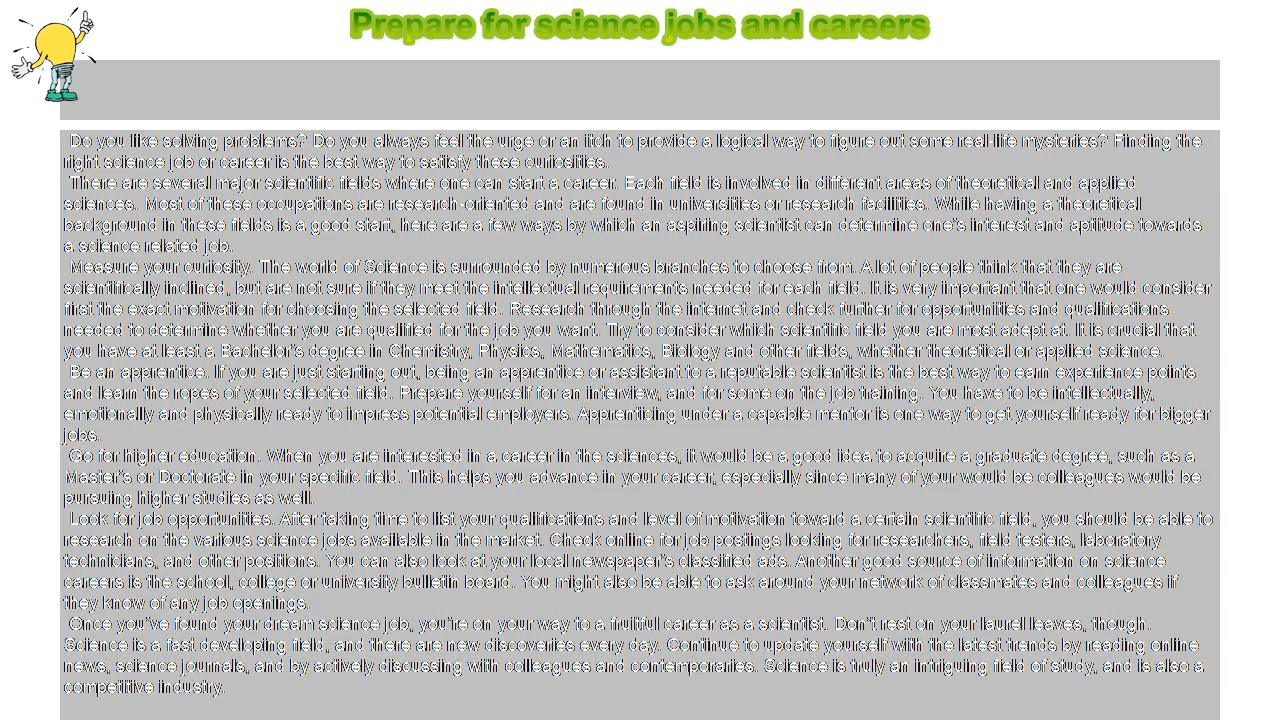 Prepare for science jobs and careers
Do you like solving problems? Do you always feel the urge or an itch to provide a logical way to figure out some real-life mysteries? Finding the
right science job or career is the best way to satisfy these curiosities.
There are several major scientific fields where one can start a career. Each field is involved in different areas of theoretical and applied
sciences. Most of these occupations are research-oriented and are found in universities or research facilities. While having a theoretical
background in these fields is a good start, here are a few ways by which an aspiring scientist can determine one's interest and aptitude towards
a science related job.
Measure your curiosity. The world of Science is surrounded by numerous branches to choose from. A lot of people think that they are
scientifically inclined, but are not sure if they meet the intellectual requirements needed for each field. It is very important that one would consider
first the exact motivation for choosing the selected field. Research through the internet and check further for opportunities and qualifications
needed to determine whether you are qualified for the job you want. Try to consider which scientific field you are most adept at. It is crucial that
you have at least a Bachelor's degree in Chemistry, Physics, Mathematics, Biology and other fields, whether theoretical or applied science.
Be an apprentice. If you are just starting out, being an apprentice or assistant to a reputable scientist is the best way to earn experience points
and learn the ropes of your selected field. Prepare yourself for an interview, and for some on the job training. You have to be intellectually,
emotionally and physically ready to impress potential employers. Apprenticing under a capable mentor is one way to get yourself ready for bigger
jobs.
Go for higher education. When you are interested in a career in the sciences, it would be a good idea to acquire a graduate degree, such as a
Master's or Doctorate in your specific field. This helps you advance in your career, especially since many of your would be colleagues would be
pursuing higher studies as well.
Look for job opportunities. After taking time to list your qualifications and level of motivation toward a certain scientific field, you should be able to
research on the various science jobs available in the market. Check online for job postings looking for researchers, field testers, laboratory
technicians, and other positions. You can also look at your local newspaper's classified ads. Another good source of information on science
careers is the school, college or university bulletin board. You might also be able to ask around your network of classmates and colleagues if
they know of any job openings.
Once you've found your dream science job, you're on your way to a fruitful career as a scientist. Don't rest on your laurel leaves, though.
Science is a fast developing field, and there are new discoveries every day. Continue to update yourself with the latest trends by reading online
news, science journals, and by actively discussing with colleagues and contemporaries. Science is truly an intriguing field of study, and is also a
competitive industry.